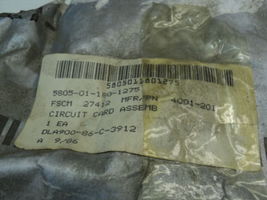 5805011801275
5805-01-180-1275
FSCM 27412 MFR/PN 4001-201
CIRCUIT CARD ASSEMB
1 EA
DLA900-86-C-3912
A 9/86